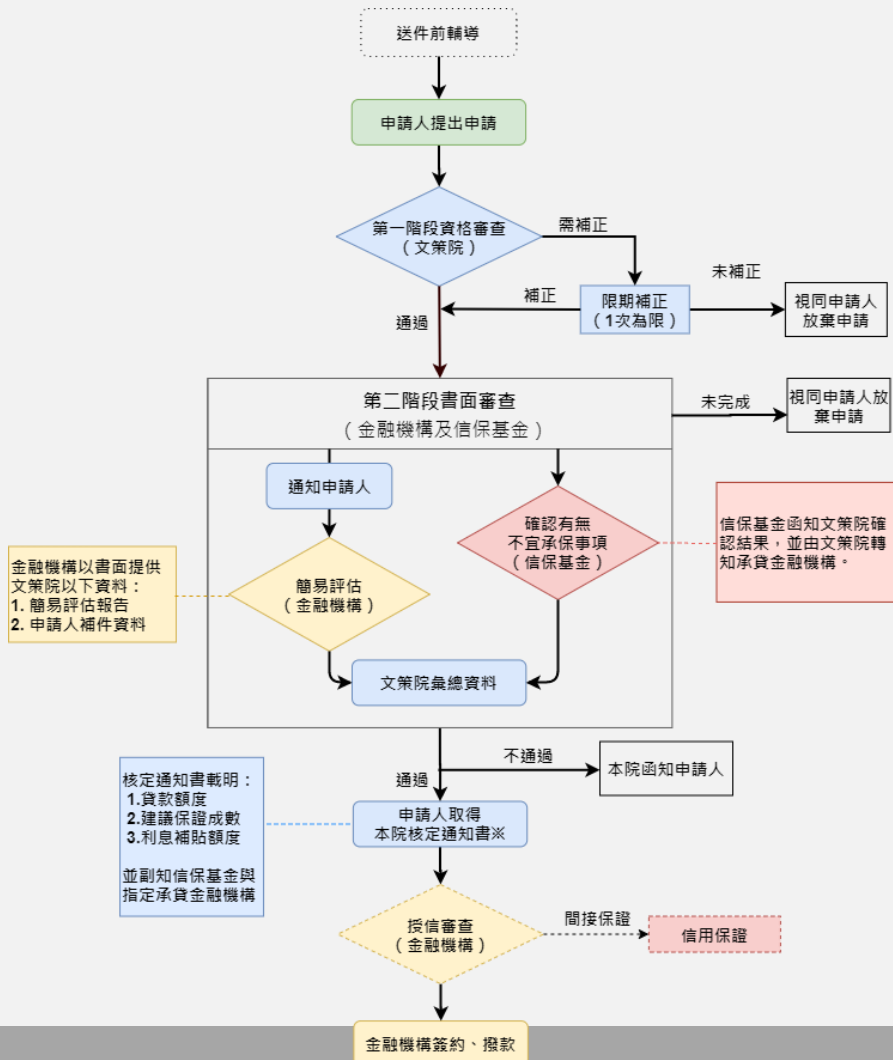 送件前輔導
申請人提出申請
第一階段資格審查
（文策院）
需補正
限期補正
（1次為限）
補正
未補正
視同申請人
放棄申請
通過
第二階段書面審查
（金融機構及信保基金）
未完成
視同申請人放
棄申請
通知申請人
確認有無
不宜承保事項
（信保基金）
信保基金函知文策院確
認結果，並由文策院轉
知承貸金融機構。
金融機構以書面提供
文策院以下資料：
1. 簡易評估報告
2. 申請人補件資料
簡易評估
（金融機構）
文策院彙總資料
不通過
本院函知申請人
通過
核定通知書載明：
1.貸款額度
2.建議保證成數
3.利息補貼額度
並副知信保基金與
指定承貸金融機構
申請人取得
本院核定通知書※
授信審查
（金融機構）
間接保證
信用保證
金融機構簽約、撥款